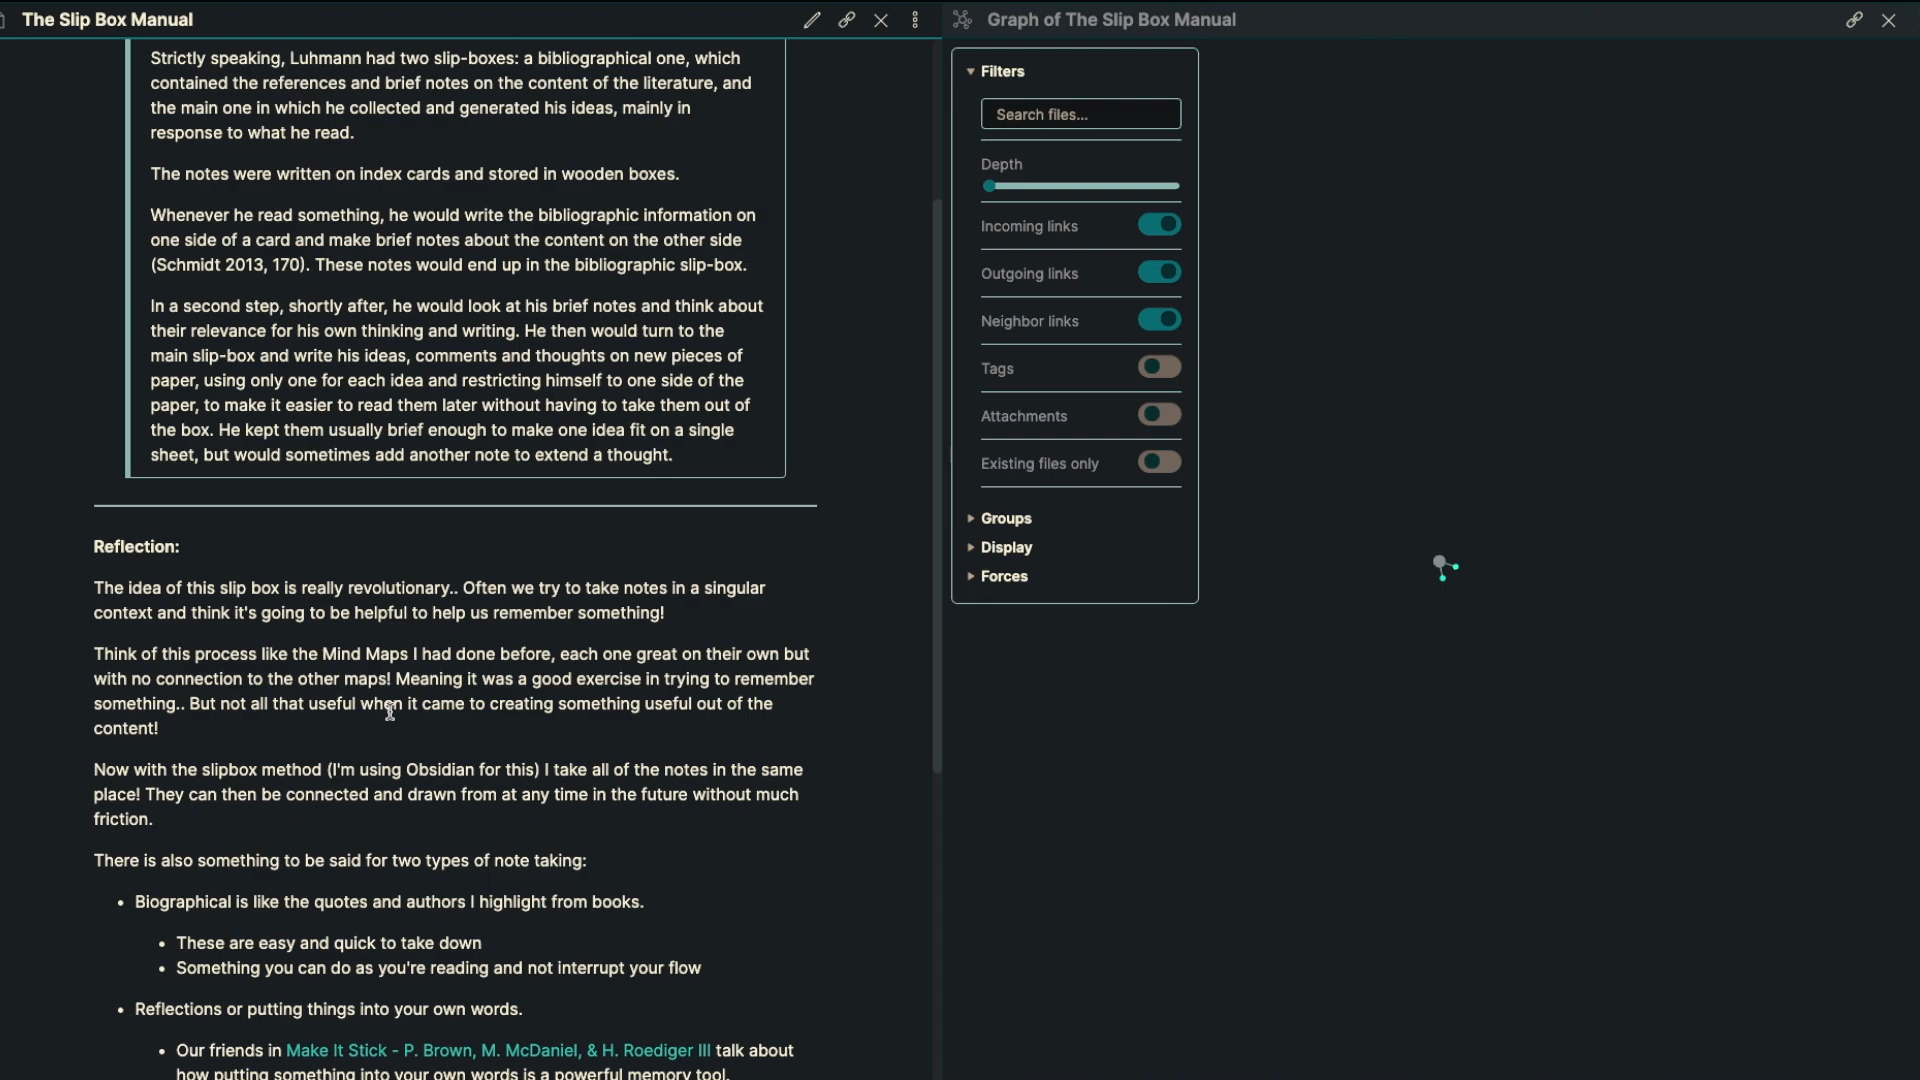 The Slip Box Manual
Strictly speaking, Luhmann had two slip-boxes: a bibliographical one, which
contained the references and brief notes on the content of the literature, and
the main one in which he collected and generated his ideas, mainly in
response to what he read.
The notes were written on index cards and stored in wooden boxes.
Whenever he read something, he would write the bibliographic information on
one side of a card and make brief notes about the content on the other side
(Schmidt 2013, 170). These notes would end up in the bibliographic slip-box.
In a second step, shortly after, he would look at his brief notes and think about
their relevance for his own thinking and writing. He then would turn to the
main slip-box and write his ideas, comments and thoughts on new pieces of
paper, using only one for each idea and restricting himself to one side of the
paper, to make it easier to read them later without having to take them out of
the box. He kept them usually brief enough to make one idea fit on a single
sheet, but would sometimes add another note to extend a thought.
Reflection:
The idea of this slip box is really revolutionary.. Often we try to take notes in a singular
context and think it's going to be helpful to help us remember something!
Think of this process like the Mind Maps I had done before, each one great on their own but
with no connection to the other maps! Meaning it was a good exercise in trying to remember
something.. But not all that useful when it came to creating something useful out of the
content!
Now with the slipbox method (I'm using Obsidian for this) I take all of the notes in the same
place! They can then be connected and drawn from at any time in the future without much
friction.
There is also something to be said for two types of note taking:
• Biographical is like the quotes and authors I highlight from books.
• These are easy and quick to take down
• Something you can do as you're reading and not interrupt your flow
• Reflections or putting things into your own words.
• Our friends in Make It Stick - P. Brown, M. McDaniel, & H. Roediger III talk about
how putting something into your own words is a powerful memory tool.
Graph of The Slip Box Manual
Filters
Search files...
Depth
Incoming links
Outgoing links
Neighbor links
Tags
Attachments
Existing files only
Groups
Display
Forces